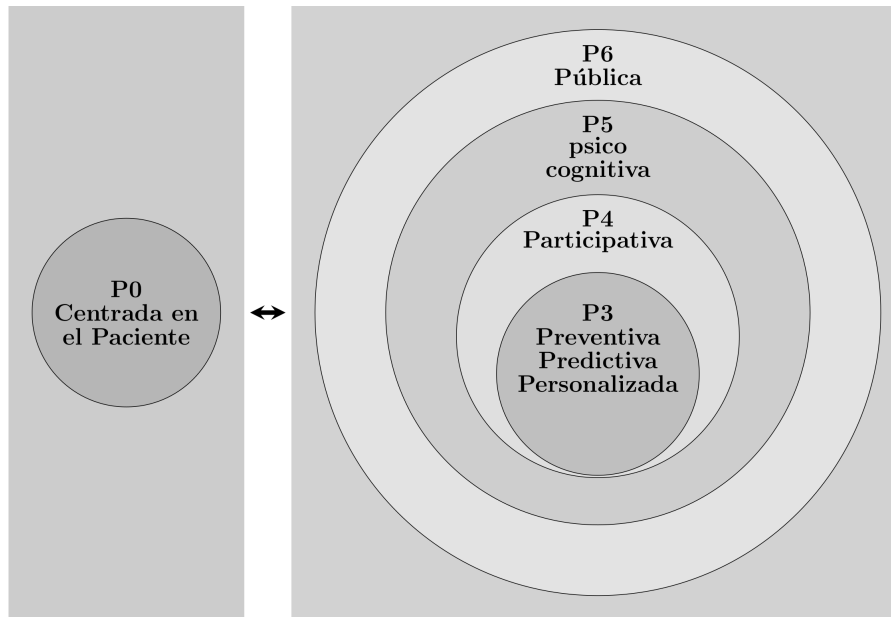 P0
Centrada en
el Paciente
P6
Pública
P5
psico
cognitiva
P4
Participativa
P3
Preventiva
Predictiva
Personalizada